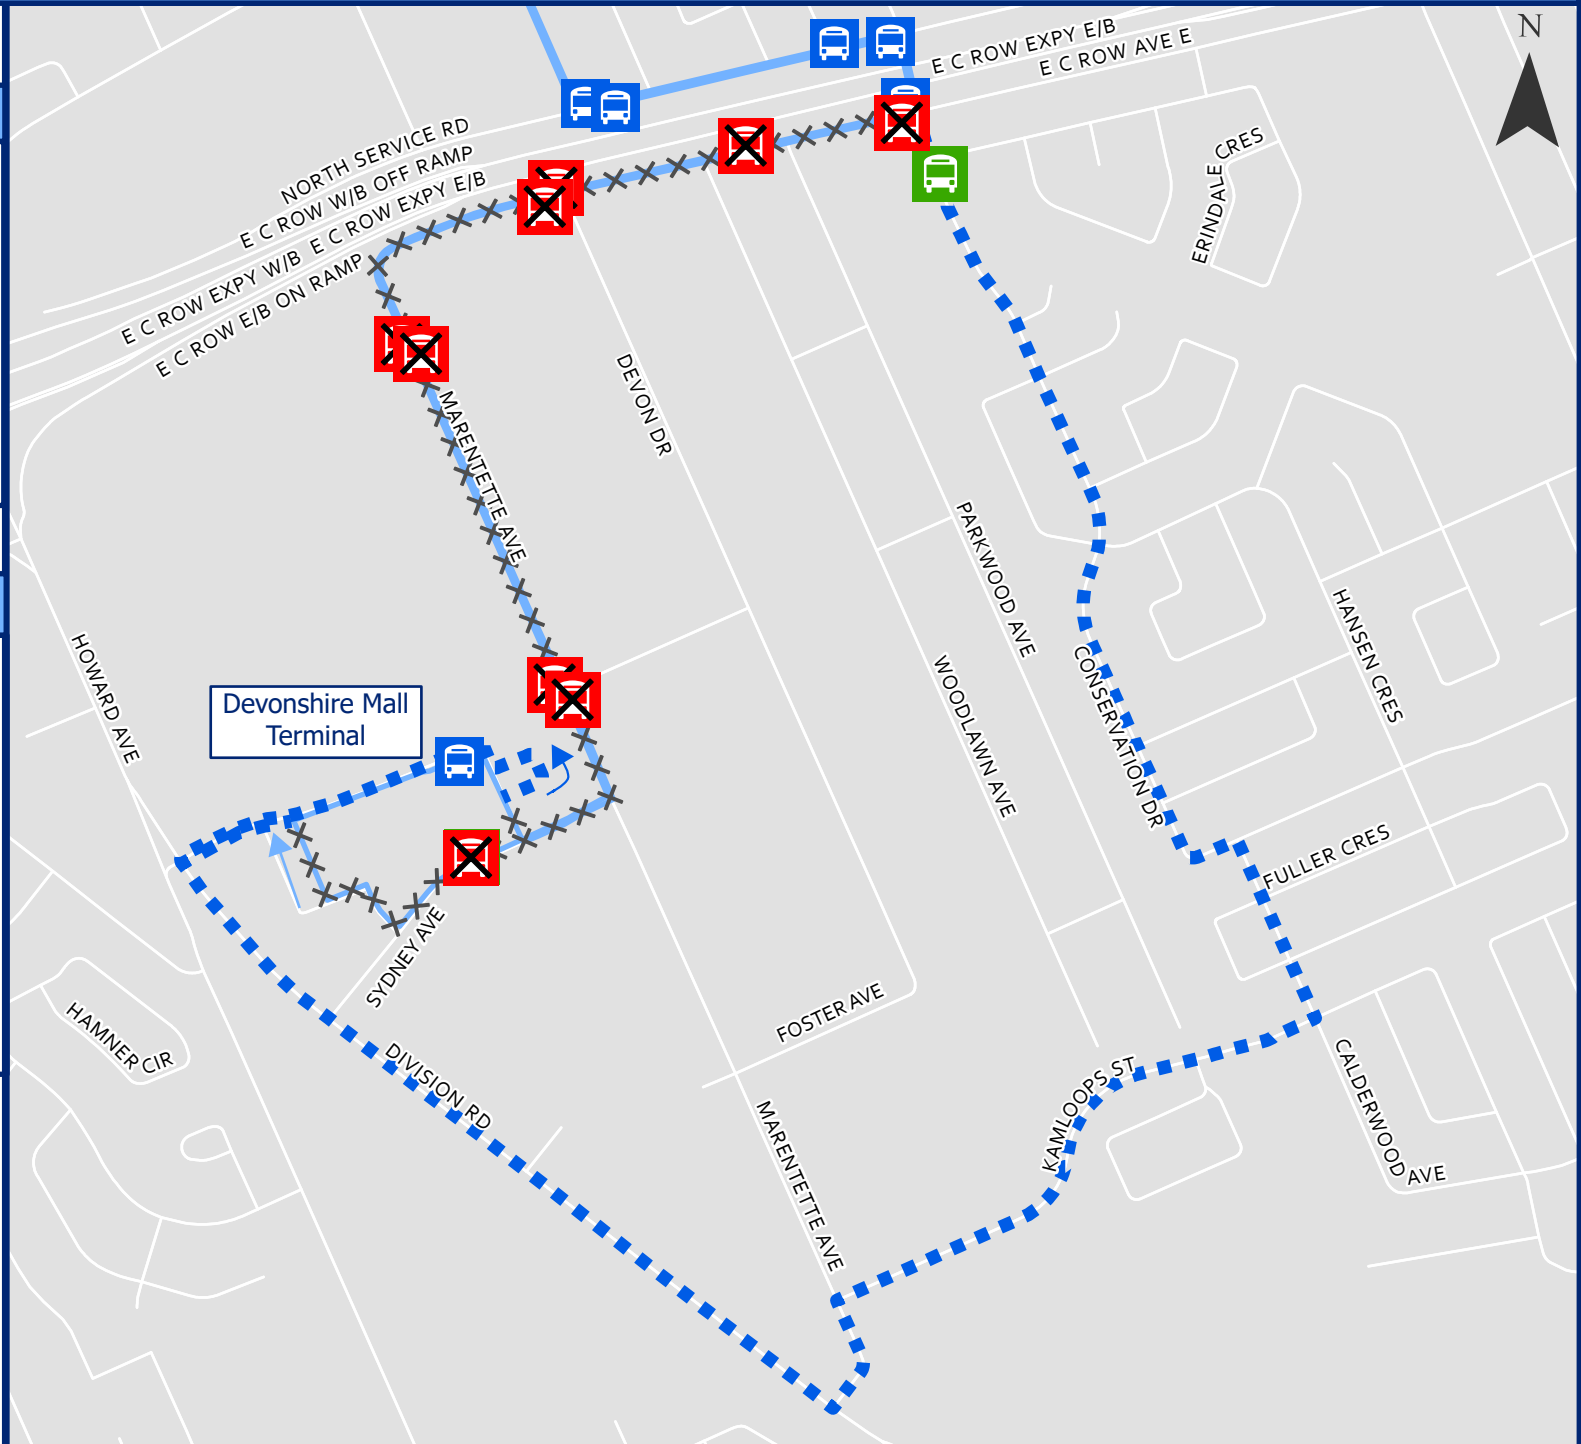 N
E C ROW EXPY E/B
E C ROW AVE E
NORTH SERVICE RD
E C ROW W/B OFF RAMP
E C ROW EXPY W/B
E C ROW EXPY E/B
E C ROW E/B ON RAMP
ERINDALE CRES
DEVON DR
MARENTETTE AVE
PARKWOOD AVE
HANSEN CRES
HOWARD AVE
WOODLAWN AVE
CONSERVATION DR
Devonshire Mall
Terminal
FULLER CRES
SYDNEY AVE
FOSTER AVE
HAMNER CIR
DIVISION RD
KAMLOOPS ST
CALDERWOOD AVE
MARENTETTE AVE